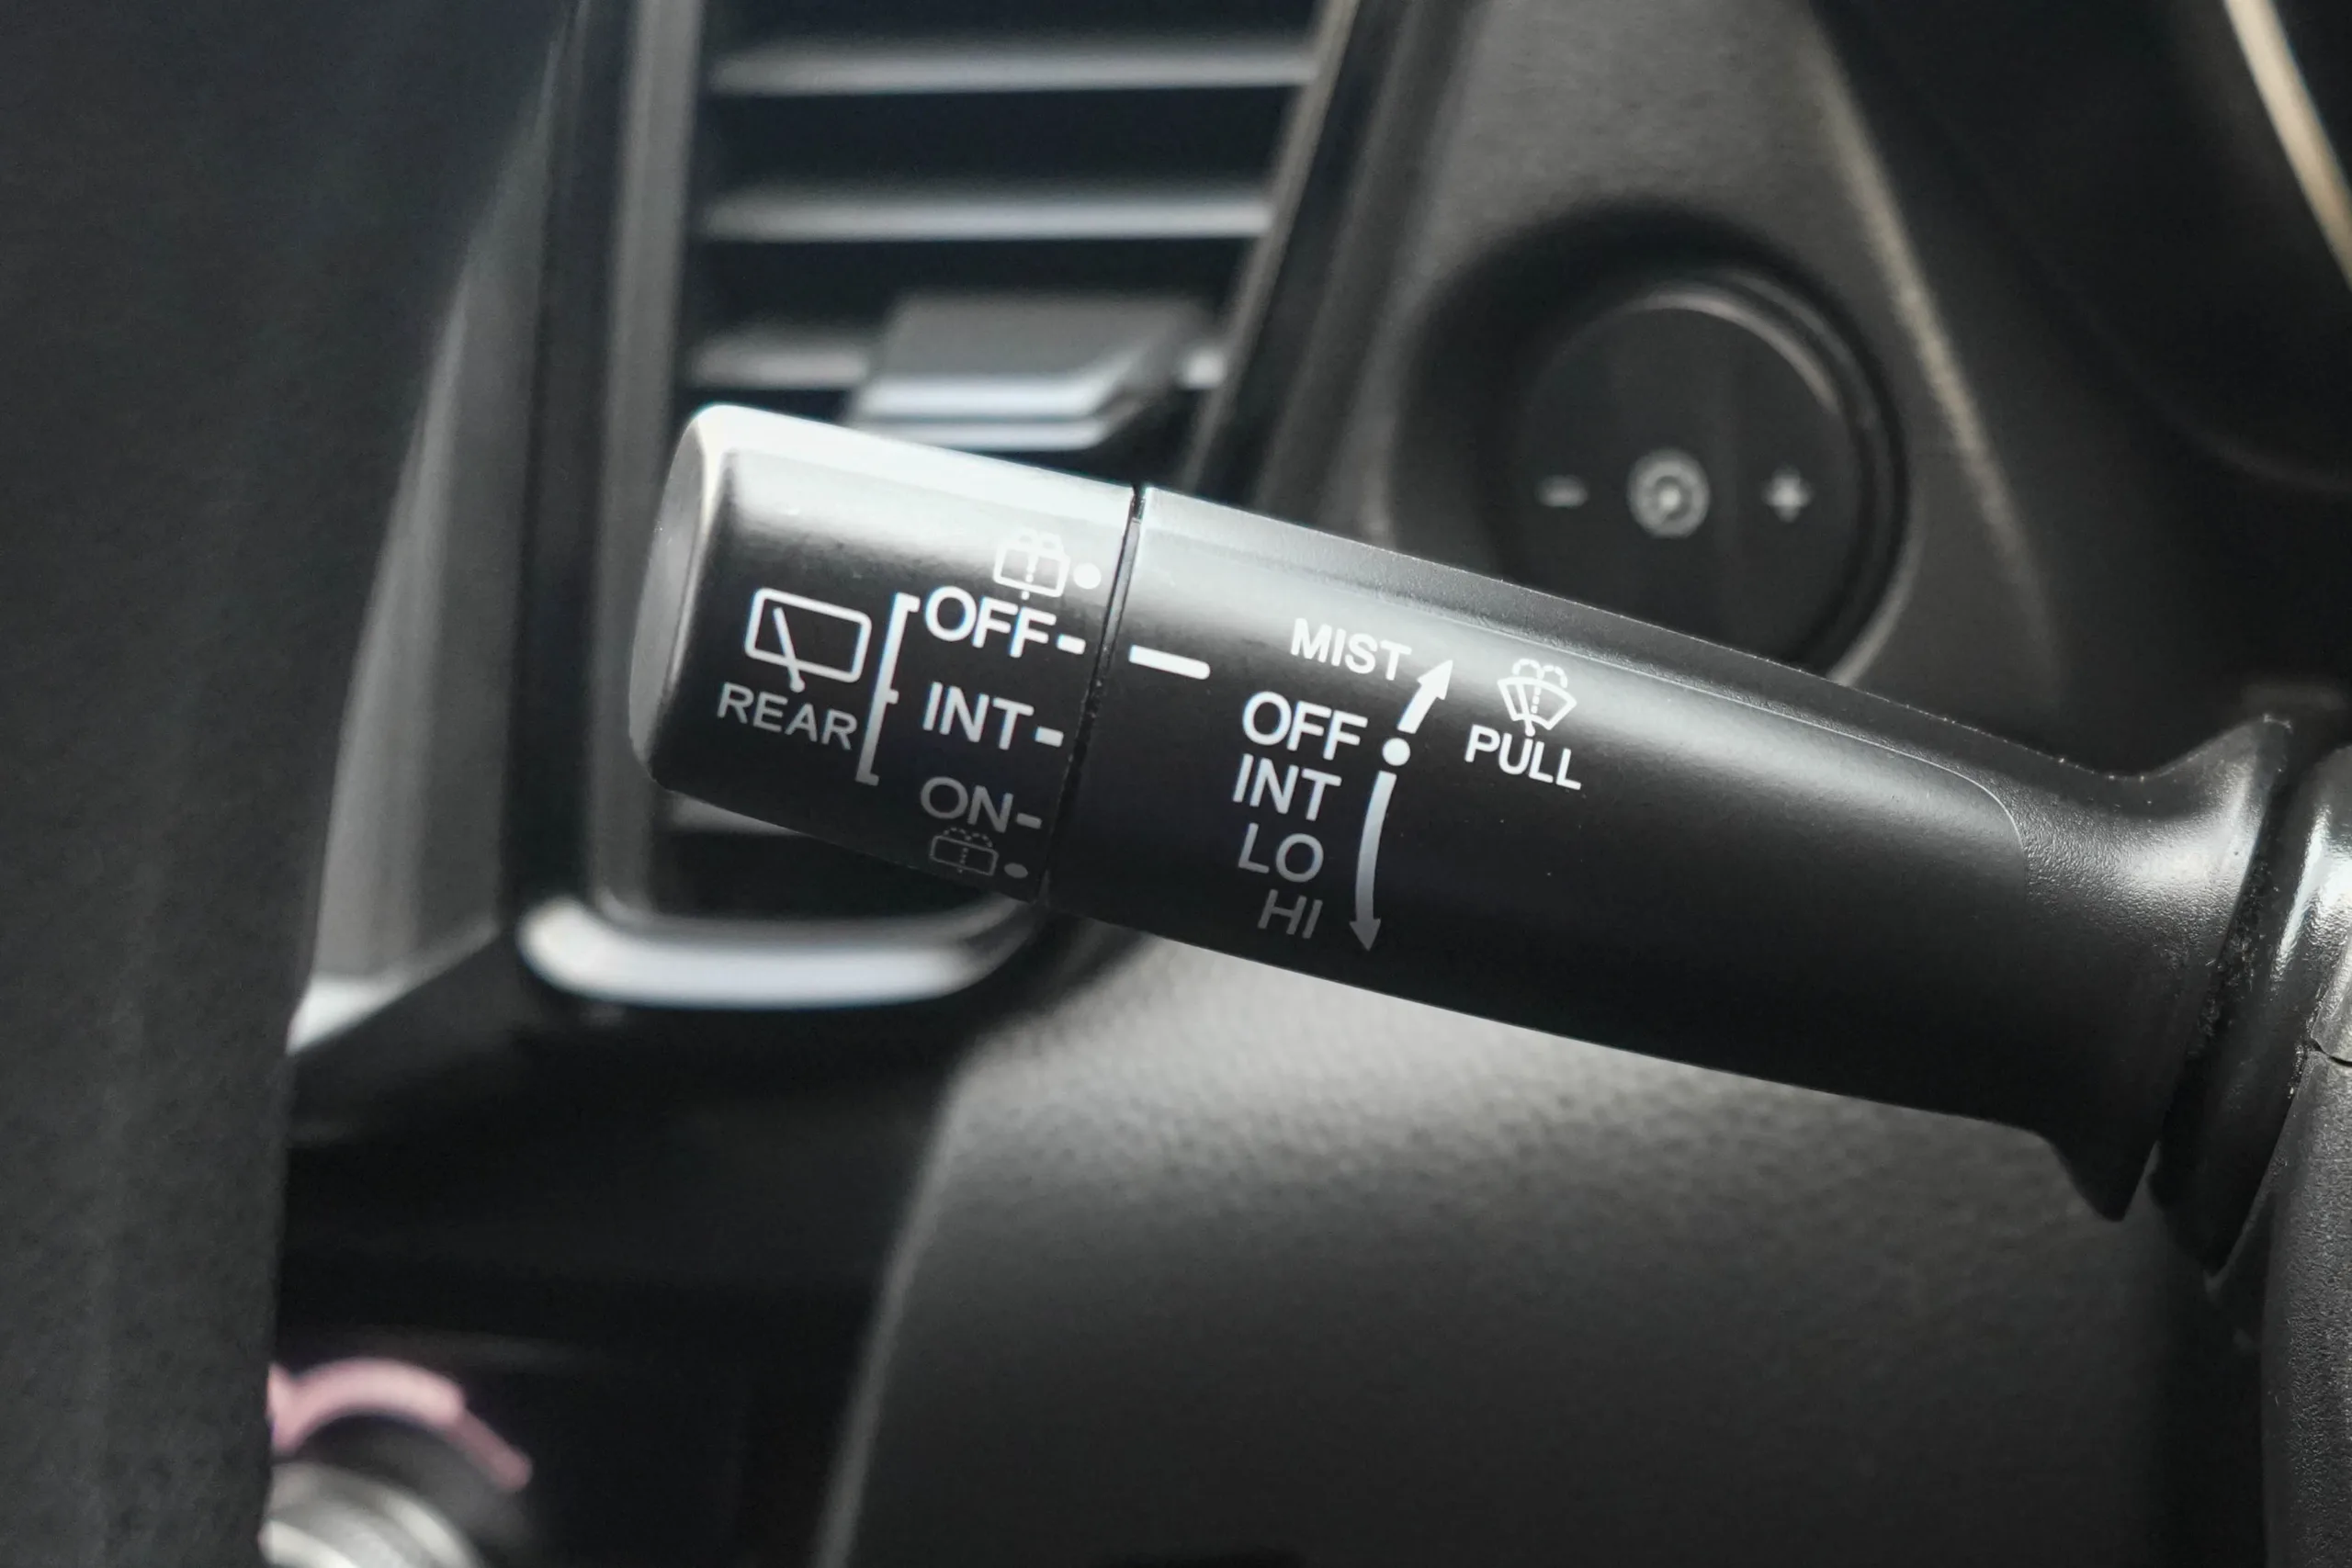 REAR
OFF-
INT-
ON-
MIST
OFF
INT
LO
HI
PULL
- +